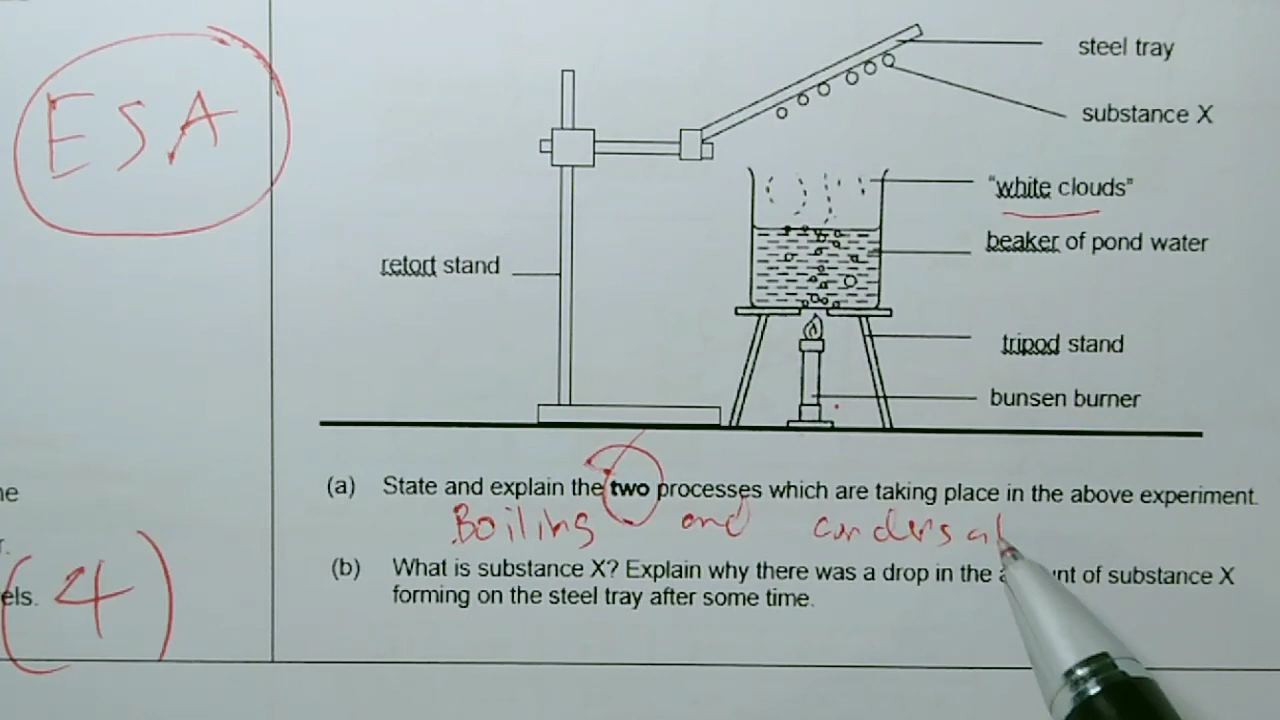 ESA
steel tray
substance X
"white clouds"
beaker of pond water
retort stand
tripod stand
bunsen burner
(a) State and explain the two processes which are taking place in the above experiment.
Boiling and condensat
(b) What is substance X? Explain why there was a drop in the of substance X
forming on the steel tray after some time.
els. (4)